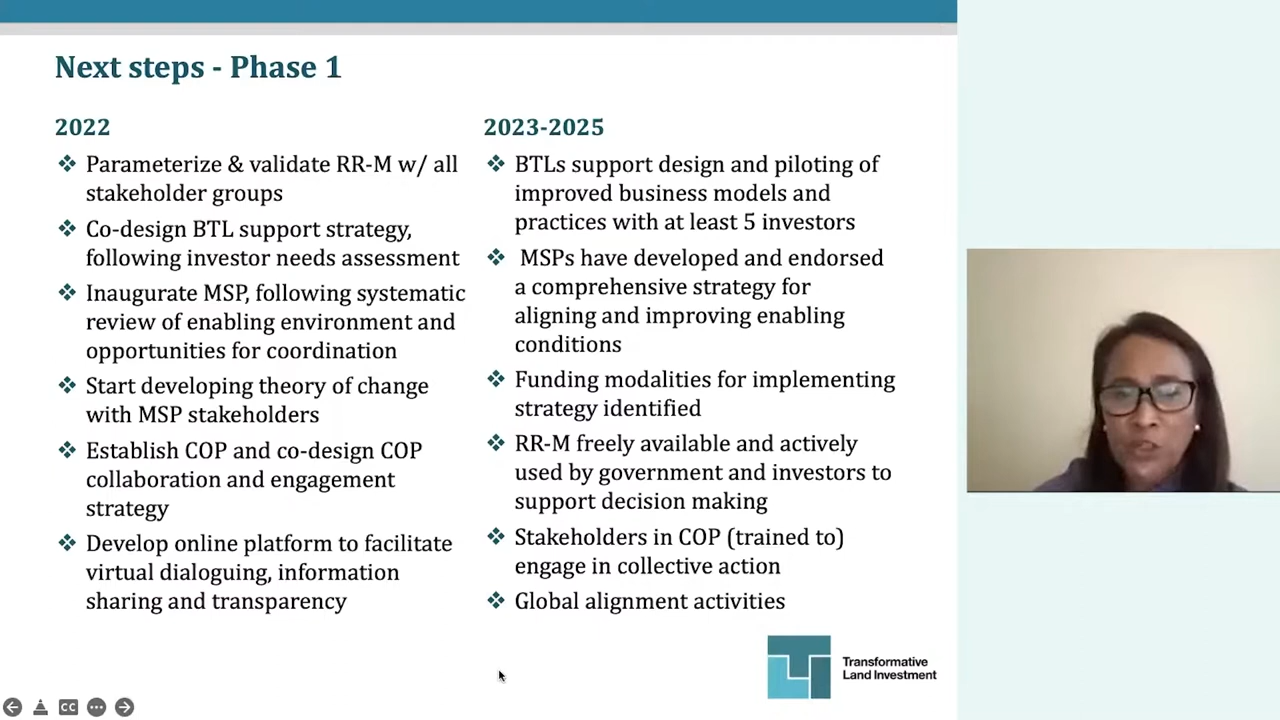 Next steps - Phase 1
2022
Parameterize & validate RR-M w/ all
stakeholder groups
Co-design BTL support strategy,
following investor needs assessment
Inaugurate MSP, following systematic
review of enabling environment and
opportunities for coordination
Start developing theory of change
with MSP stakeholders
Establish COP and co-design COP
collaboration and engagement
strategy
Develop online platform to facilitate
virtual dialoguing, information
sharing and transparency
2023-2025
BTLs support design and piloting of
improved business models and
practices with at least 5 investors
MSPs have developed and endorsed
a comprehensive strategy for
aligning and improving enabling
conditions
Funding modalities for implementing
strategy identified
RR-M freely available and actively
used by government and investors to
support decision making
Stakeholders in COP (trained to)
engage in collective action
Global alignment activities
Transformative
Land Investment
CC